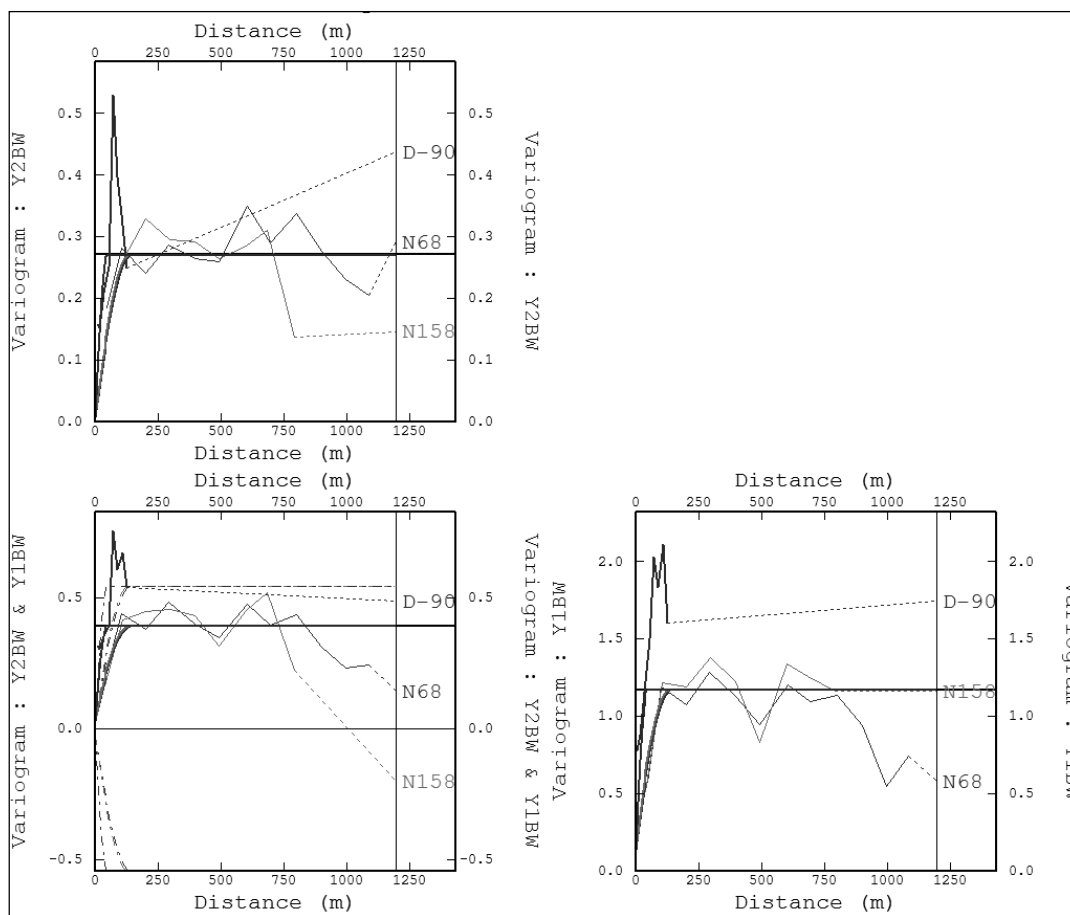 Distance (m)
0 250 500 750 1000 1250
Variogram : Y2BW
0.5 0.5
0.4 0.4
0.3 0.3
0.2 0.2
0.1 0.1
0.0 0.0
D-90
N68
N158
Variogram : Y2BW
0 250 500 750 1000 1250
Distance (m)
Distance (m)
0 250 500 750 1000 1250
Variogram : Y2BW & Y1BW
0.5 0.5
0.0 0.0
-0.5 -0.5
D-90
N68
N158
Variogram : Y2BW & Y1BW
0 250 500 750 1000 1250
Distance (m)
Distance (m)
0 250 500 750 1000 1250
Variogram : Y1BW
2.0 2.0
1.5 1.5
1.0 1.0
0.5 0.5
0.0 0.0
D-90
N158
N68
0 250 500 750 1000 1250
Distance (m)